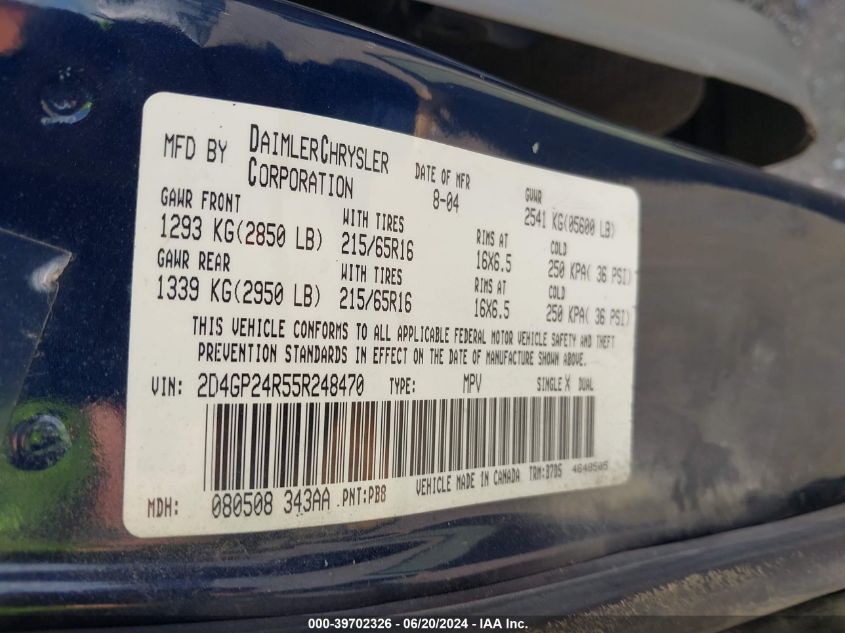 MFD BY DAIMLERCHRYSLER CORPORATION DATE OF MFR 8-04 GVWR 2541 KG(05600 LB)
GAWR FRONT WITH TIRES RIMS AT COLD
1293 KG(2850 LB) 215/65R16 16X6.5 250 KPA( 36 PSI)
GAWR REAR WITH TIRES RIMS AT COLD
1339 KG(2950 LB) 215/65R16 16X6.5 250 KPA( 36 PSI)
THIS VEHICLE CONFORMS TO ALL APPLICABLE FEDERAL MOTOR VEHICLE SAFETY AND THEFT
PREVENTION STANDARDS IN EFFECT ON THE DATE OF MANUFACTURE SHOWN ABOVE.
VIN: 2D4GP24R55R248470 TYPE: MPV SINGLE X DUAL
MDH: 080508 343AA PNT:PB8 VEHICLE MADE IN CANADA TRM:B7D5 4648505
000-39702326 / 06/20/2024 - IAA Inc.